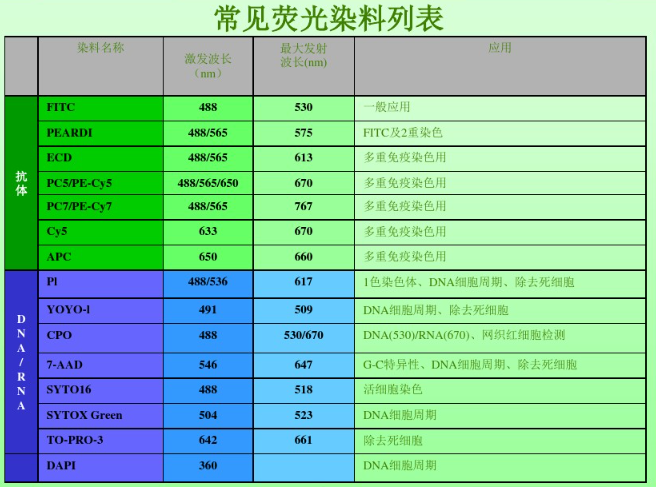 常见荧光染料列表
染料名称 激发波长（nm） 最大发射波长(nm) 应用
抗体
FITC 488 530 一般应用
PEARDI 488/565 575 FITC及2重染色
ECD 488/565 613 多重免疫染色用
PC5/PE-Cy5 488/565/650 670 多重免疫染色用
PC7/PE-Cy7 488/565 767 多重免疫染色用
Cy5 633 670 多重免疫染色用
APC 650 660 多重免疫染色用
DNA/RNA
Pl 488/536 617 1色染色体、DNA细胞周期、除去死细胞
YOYO-l 491 509 DNA细胞周期、除去死细胞
CPO 488 530/670 DNA(530)/RNA(670)、网织红细胞检测
7-AAD 546 647 G-C特异性、DNA细胞周期、除去死细胞
SYTO16 488 518 活细胞染色
SYTOX Green 504 523 DNA细胞周期
TO-PRO-3 642 661 除去死细胞
DAPI 360 DNA细胞周期